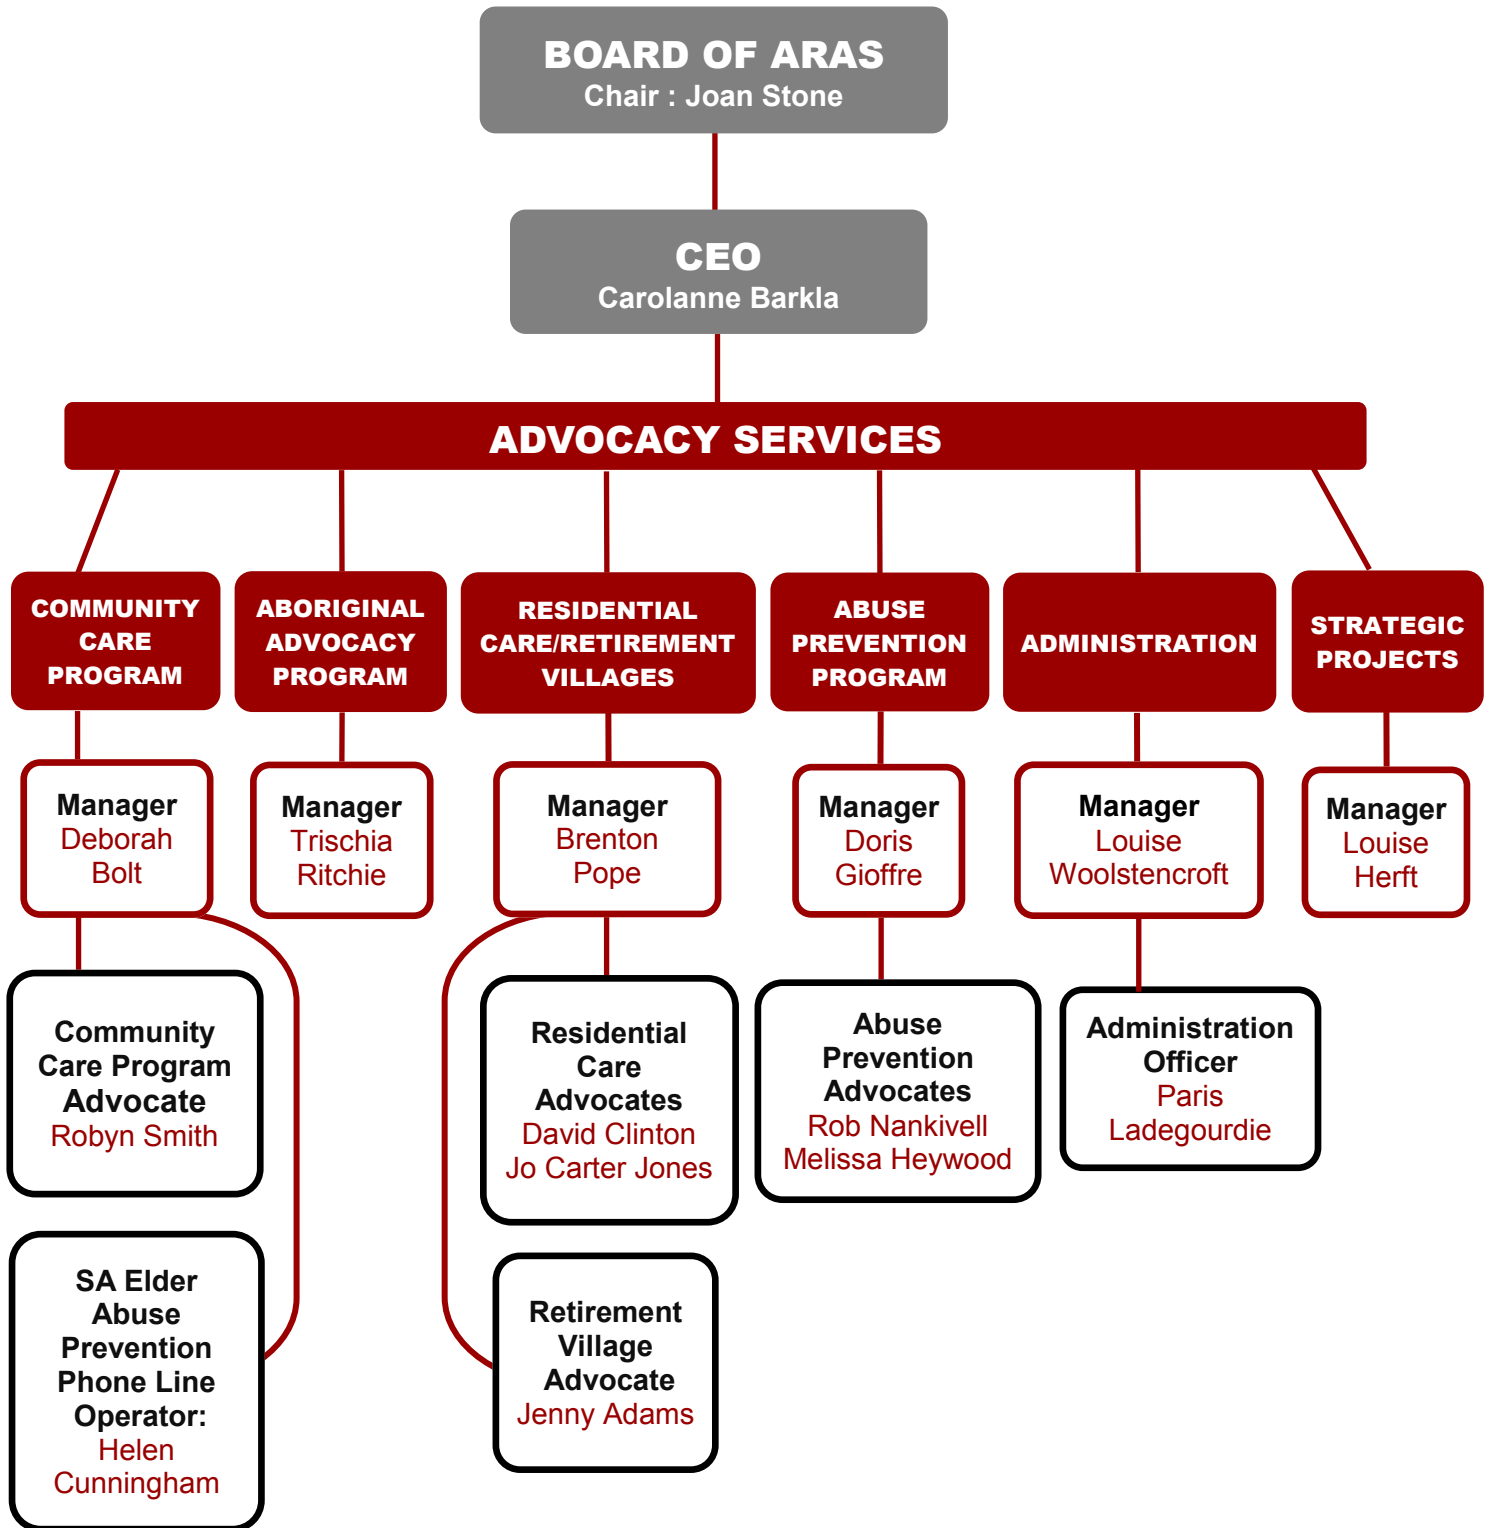 BOARD OF ARAS
Chair : Joan Stone
CEO
Carolanne Barkla
ADVOCACY SERVICES
COMMUNITY
CARE
PROGRAM
ABORIGINAL
ADVOCACY
PROGRAM
RESIDENTIAL
CARE/RETIREMENT
VILLAGES
ABUSE
PREVENTION
PROGRAM
ADMINISTRATION
STRATEGIC
PROJECTS
Manager
Deborah
Bolt
Manager
Trischia
Ritchie
Manager
Brenton
Pope
Manager
Doris
Gioffre
Manager
Louise
Woolstencroft
Manager
Louise
Herft
Community
Care Program
Advocate
Robyn Smith
Residential
Care
Advocates
David Clinton
Jo Carter Jones
Abuse
Prevention
Advocates
Rob Nankivell
Melissa Heywood
Administration
Officer
Paris
Ladegourdie
SA Elder
Abuse
Prevention
Phone Line
Operator:
Helen
Cunningham
Retirement
Village
Advocate
Jenny Adams